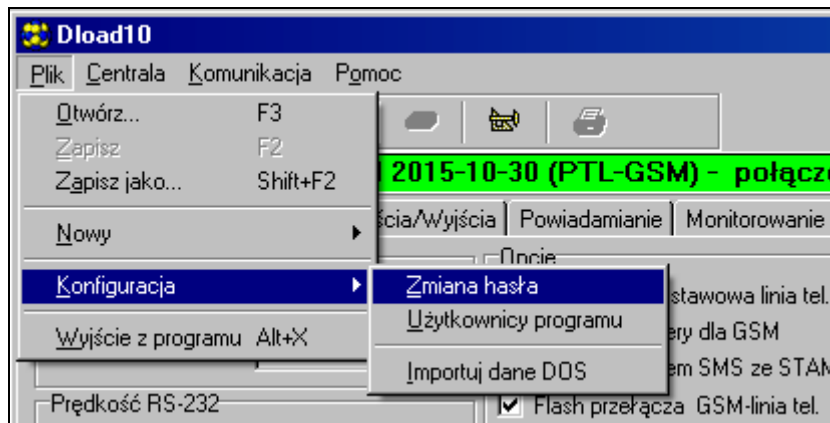 Dload10
Plik Centrala Komunikacja Pomoc
Otwórz... F3
Zapisz F2
Zapisz jako... Shift+F2
2015-10-30 (PTL-GSM) - połącz
Nowy
ścia/Wyjścia Powiadamianie Monitorowanie
Opcje
Konfiguracja
Zmiana hasła
stawowa linia tel.
Użytkownicy programu
ery dla GSM
Wyjście z programu Alt+X
Importuj dane DOS
em SMS ze STAM
Prędkość RS-232
Flash przełącza GSM-linia tel.